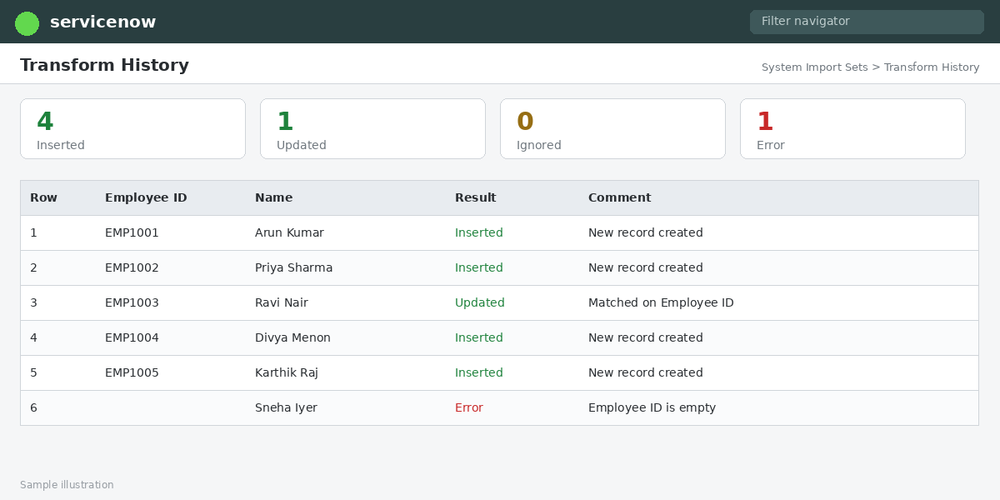 servicenow
Filter navigator
Transform History
System Import Sets > Transform History
4
Inserted
1
Updated
0
Ignored
1
Error
Row Employee ID Name Result Comment
1 EMP1001 Arun Kumar Inserted New record created
2 EMP1002 Priya Sharma Inserted New record created
3 EMP1003 Ravi Nair Updated Matched on Employee ID
4 EMP1004 Divya Menon Inserted New record created
5 EMP1005 Karthik Raj Inserted New record created
6 Sneha Iyer Error Employee ID is empty
Sample illustration